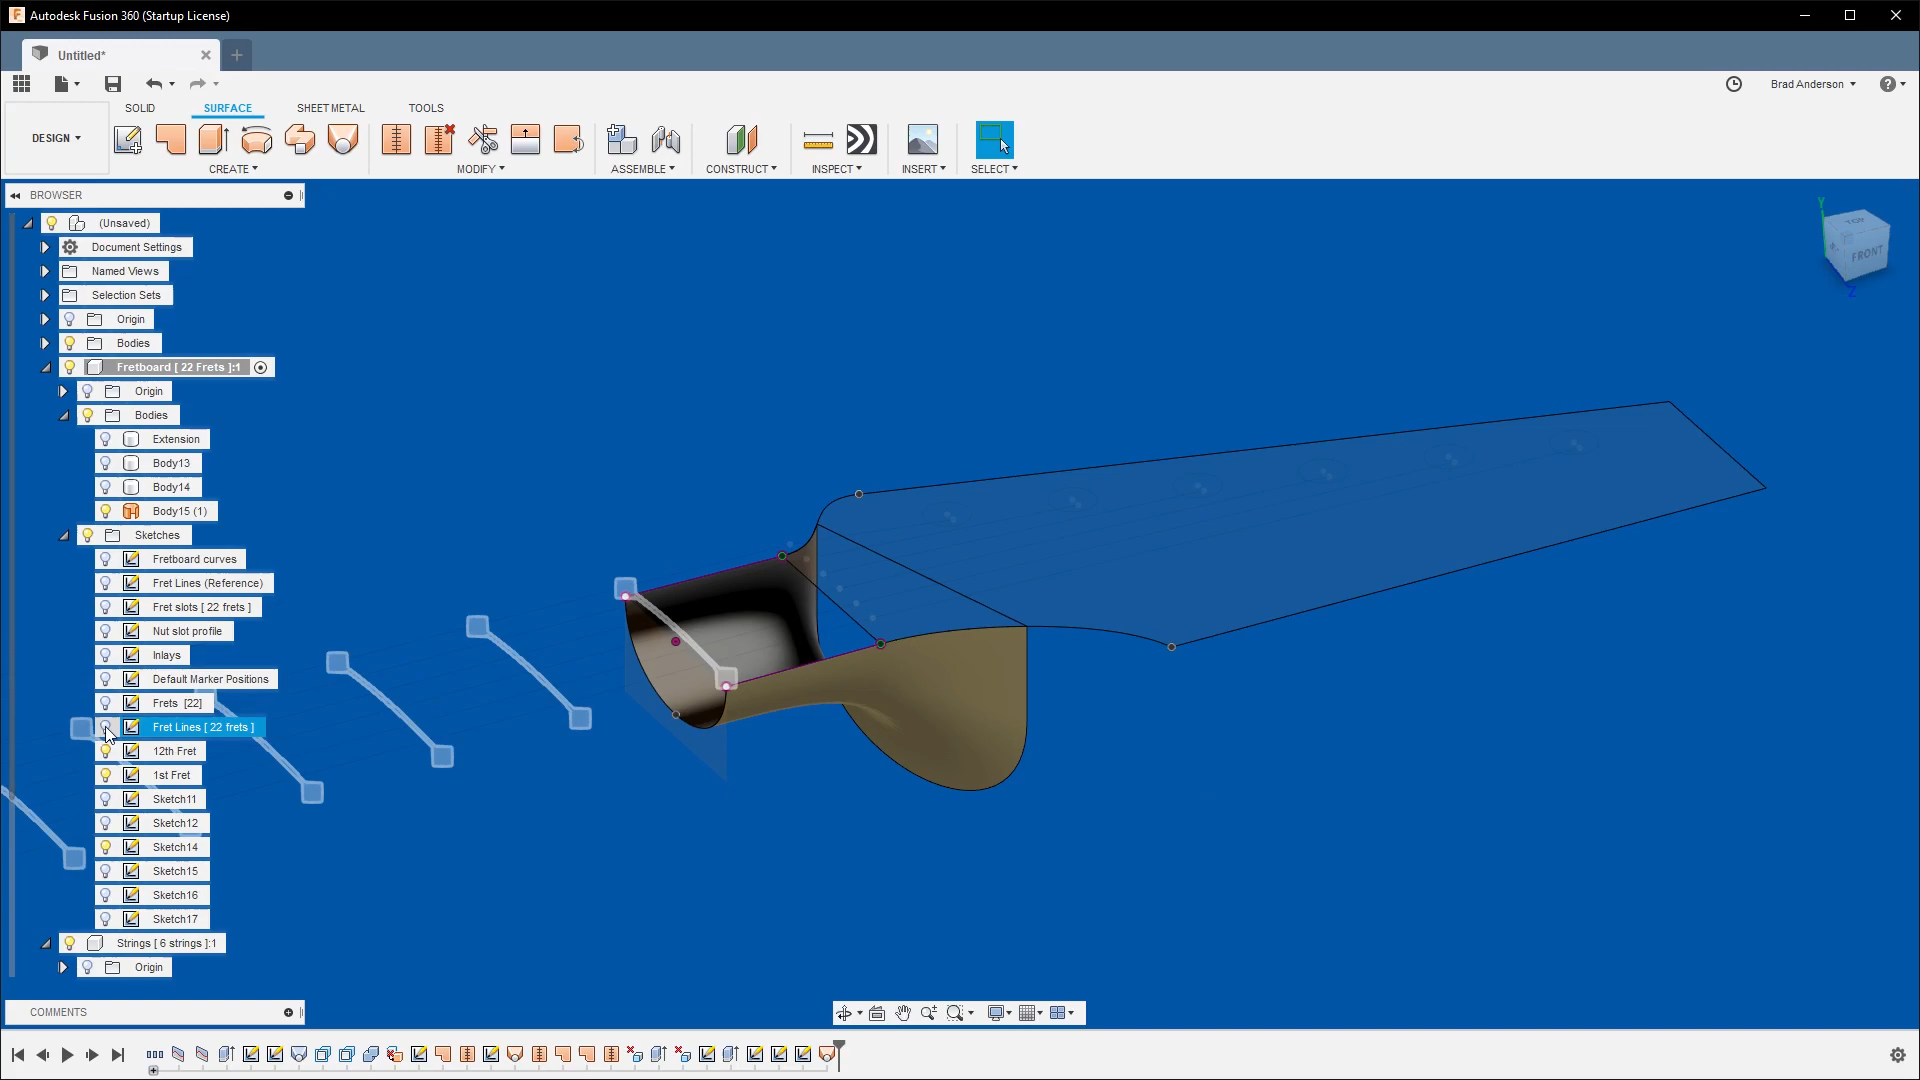 Autodesk Fusion 360 (Startup License)
Untitled*
Brad Anderson
SOLID SURFACE SHEET METAL TOOLS
DESIGN
CREATE MODIFY ASSEMBLE CONSTRUCT INSPECT INSERT SELECT
BROWSER
(Unsaved)
Document Settings
Named Views
Selection Sets
Origin
Bodies
Fretboard [ 22 Frets ]:1
Origin
Bodies
Extension
Body13
Body14
Body15 (1)
Sketches
Fretboard curves
Fret Lines (Reference)
Fret slots [ 22 frets ]
Nut slot profile
Inlays
Default Marker Positions
Frets [22]
Fret Lines [ 22 frets ]
12th Fret
1st Fret
Sketch11
Sketch12
Sketch14
Sketch15
Sketch16
Sketch17
Strings [ 6 strings ]:1
Origin
COMMENTS
Y
TOP
FRONT
Z